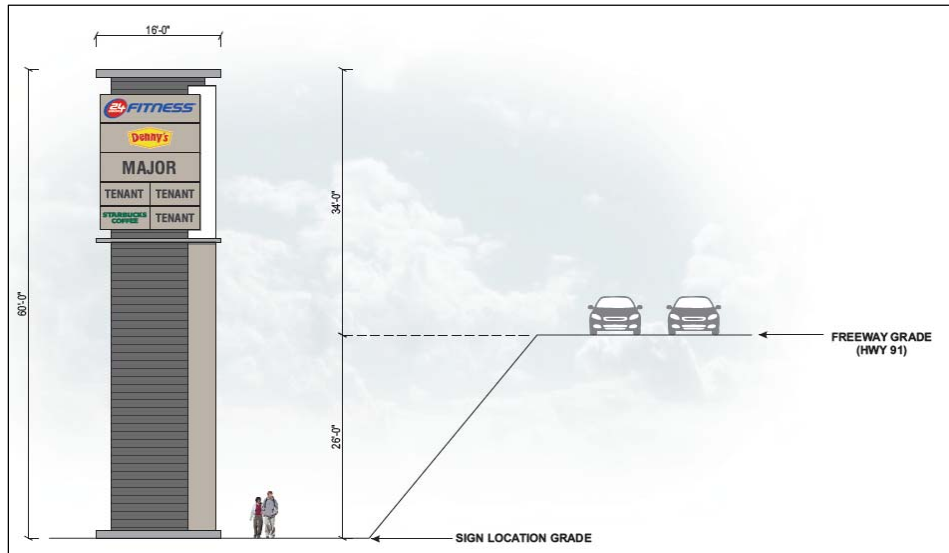 16'-0"
24 FITNESS
Denny's
MAJOR
TENANT TENANT
STARBUCKS
COFFEE
TENANT
60'-0"
34'-0"
26'-0"
FREEWAY GRADE
(HWY 91)
SIGN LOCATION GRADE